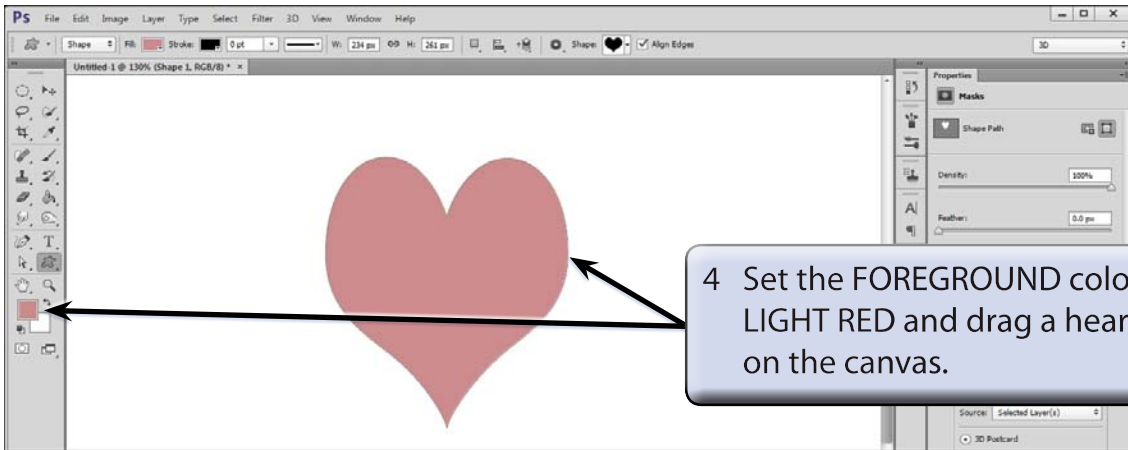 Ps File Edit Image Layer Type Select Filter 3D View Window Help
Shape Fill: Stroke: 0 pt W: 234 px H: 261 px Shape: Align Edges 3D
Untitled-1 @ 130% (Shape 1, RGB/8) * ×
Properties
Masks
Shape Path
Density: 100%
Feather: 0.0 px
4 Set the FOREGROUND colo
LIGHT RED and drag a hear
on the canvas.
Source: Selected Layer(s)
3D Postcard